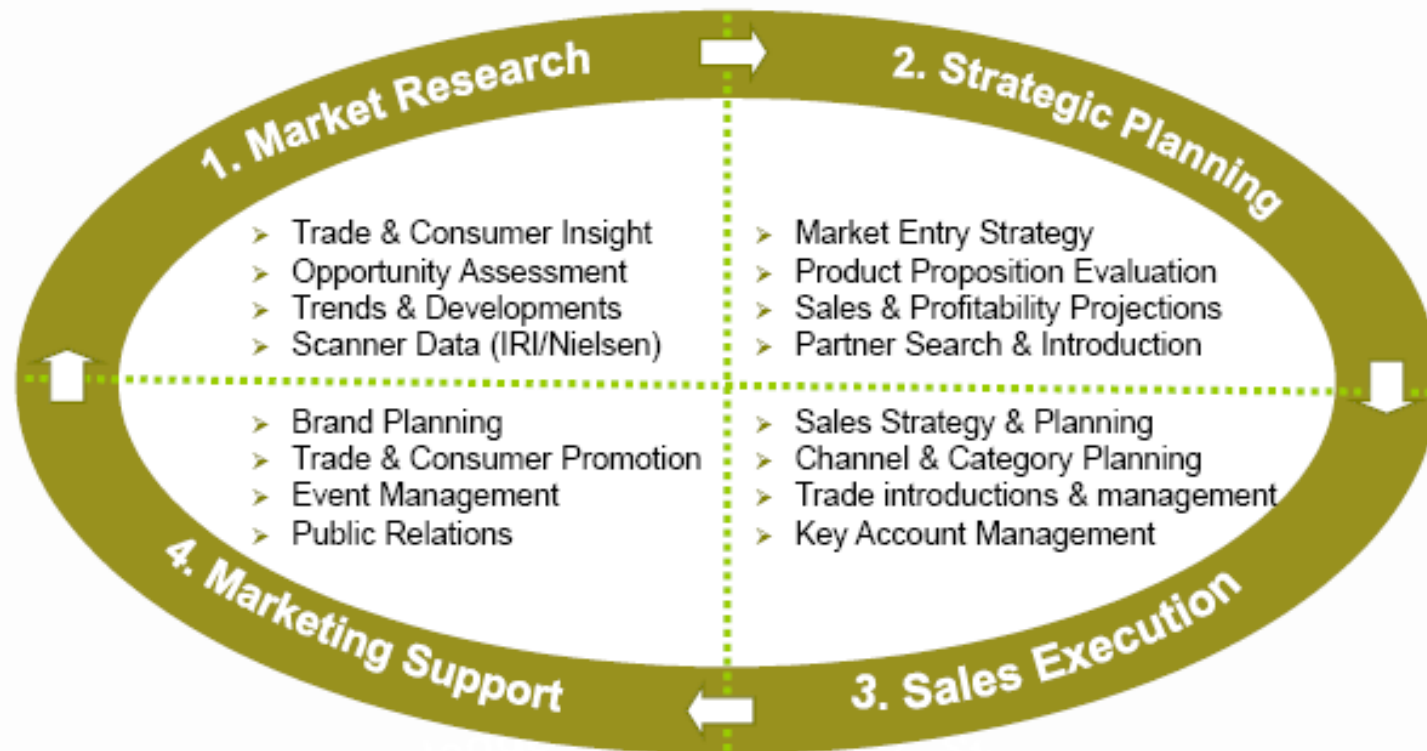 1. Market Research
2. Strategic Planning
➢ Trade & Consumer Insight
➢ Opportunity Assessment
➢ Trends & Developments
➢ Scanner Data (IRI/Nielsen)
➢ Market Entry Strategy
➢ Product Proposition Evaluation
➢ Sales & Profitability Projections
➢ Partner Search & Introduction
➢ Brand Planning
➢ Trade & Consumer Promotion
➢ Event Management
➢ Public Relations
➢ Sales Strategy & Planning
➢ Channel & Category Planning
➢ Trade introductions & management
➢ Key Account Management
4. Marketing Support
3. Sales Execution